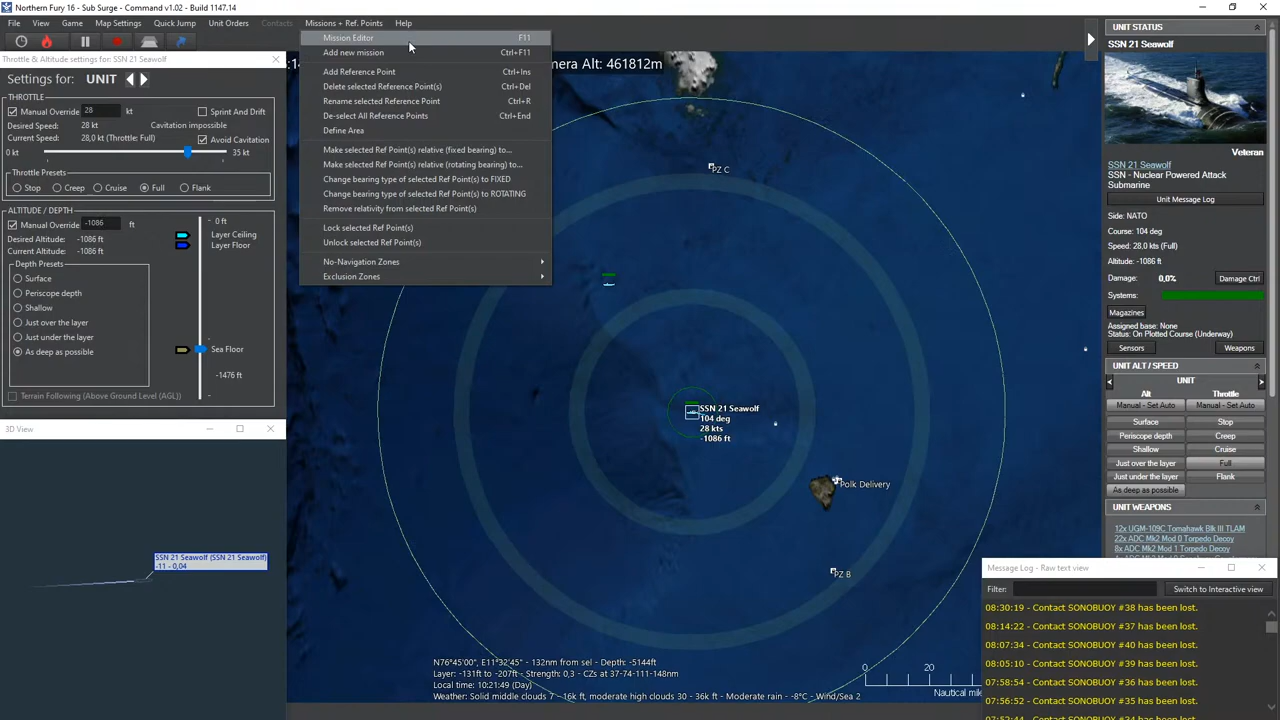 Northern Fury 16 - Sub Surge - Command v1.02 - Build 1147.14
File View Game Map Settings Quick Jump Unit Orders Contacts Missions + Ref. Points Help
Throttle & Altitude settings for: SSN 21 Seawolf
Settings for: UNIT
THROTTLE
Manual Override 28 kt Sprint And Drift
Desired Speed: 28 kt Cavitation impossible
Current Speed: 28,0 kt (Throttle: Full) Avoid Cavitation
0 kt 35 kt
Throttle Presets
Stop Creep Cruise Full Flank
ALTITUDE / DEPTH
Manual Override -1086 ft
Desired Altitude: -1086 ft
Current Altitude: -1086 ft
Depth Presets
Surface
Periscope depth
Shallow
Just over the layer
Just under the layer
As deep as possible
0 ft
Layer Ceiling
Layer Floor
Sea Floor
-1476 ft
Terrain Following (Above Ground Level (AGL))
3D View
SSN 21 Seawolf (SSN 21 Seawolf)
-11 - 0,04
Mission Editor F11
Add new mission Ctrl+F11
Add Reference Point Ctrl+Ins
Delete selected Reference Point(s) Ctrl+Del
Rename selected Reference Point Ctrl+R
De-select All Reference Points Ctrl+End
Define Area
Make selected Ref Point(s) relative (fixed bearing) to...
Make selected Ref Point(s) relative (rotating bearing) to...
Change bearing type of selected Ref Point(s) to FIXED
Change bearing type of selected Ref Point(s) to ROTATING
Remove relativity from selected Ref Point(s)
Lock selected Ref Point(s)
Unlock selected Ref Point(s)
No-Navigation Zones
Exclusion Zones
mera Alt: 461812m
PZ C
SSN 21 Seawolf
104 deg
28 kts
-1086 ft
Polk Delivery
PZ B
N76°45'00", E11°32'45" - 132nm from sel - Depth: -5144ft
Layer: -131ft to -207ft - Strength: 0,3 - CZs at 37-74-111-148nm
Local time: 10:21:49 (Day)
Weather: Solid middle clouds 7 - 16k ft, moderate high clouds 30 - 36k ft - Moderate rain - -8°C - Wind/Sea 2
0 20
Nautical mile
UNIT STATUS
SSN 21 Seawolf
Veteran
SSN 21 Seawolf
SSN - Nuclear Powered Attack
Submarine
Unit Message Log
Side: NATO
Course: 104 deg
Speed: 28,0 kts (Full)
Altitude: -1086 ft
Damage: 0,0% Damage Ctrl
Systems:
Magazines
Assigned base: None
Status: On Plotted Course (Underway)
Sensors Weapons
UNIT ALT / SPEED
UNIT
Alt Throttle
Manual - Set Auto Manual - Set Auto
Surface Stop
Periscope depth Creep
Shallow Cruise
Just over the layer Full
Just under the layer Flank
As deep as possible
UNIT WEAPONS
12x UGM-109C Tomahawk Blk III TLAM
22x ADC Mk2 Mod 0 Torpedo Decoy
8x ADC Mk2 Mod 1 Torpedo Decoy
Message Log - Raw text view
Filter: Switch to Interactive view
08:30:19 - Contact SONOBUOY #38 has been lost.
08:14:22 - Contact SONOBUOY #37 has been lost.
08:07:34 - Contact SONOBUOY #40 has been lost.
08:05:10 - Contact SONOBUOY #39 has been lost.
07:58:54 - Contact SONOBUOY #36 has been lost.
07:56:52 - Contact SONOBUOY #35 has been lost.